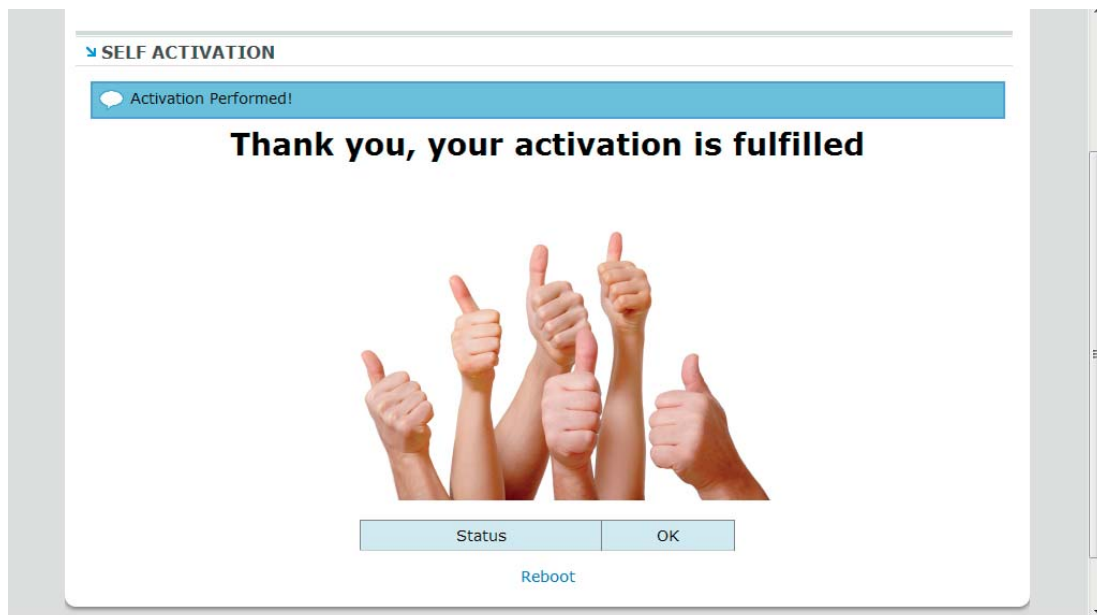 SELF ACTIVATION
Activation Performed!
Thank you, your activation is fulfilled
Status OK
Reboot